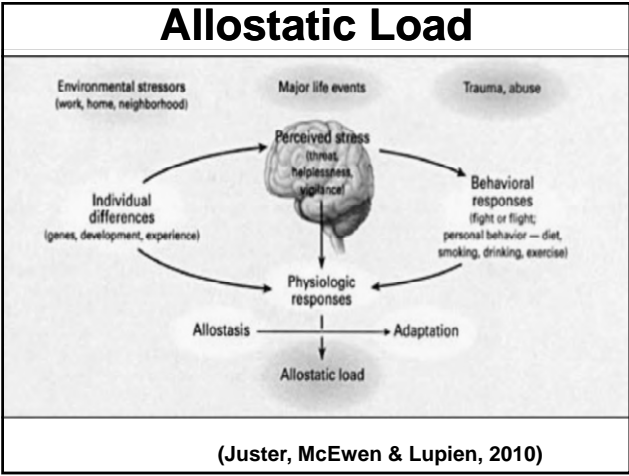 Allostatic Load
Environmental stressors
(work, home, neighborhood)
Major life events
Trauma, abuse
Perceived stress
(threat,
helplessness,
vigilance)
Individual
differences
(genes, development, experience)
Behavioral
responses
(fight or flight;
personal behavior — diet,
smoking, drinking, exercise)
Physiologic
responses
Allostasis
Adaptation
Allostatic load
(Juster, McEwen & Lupien, 2010)